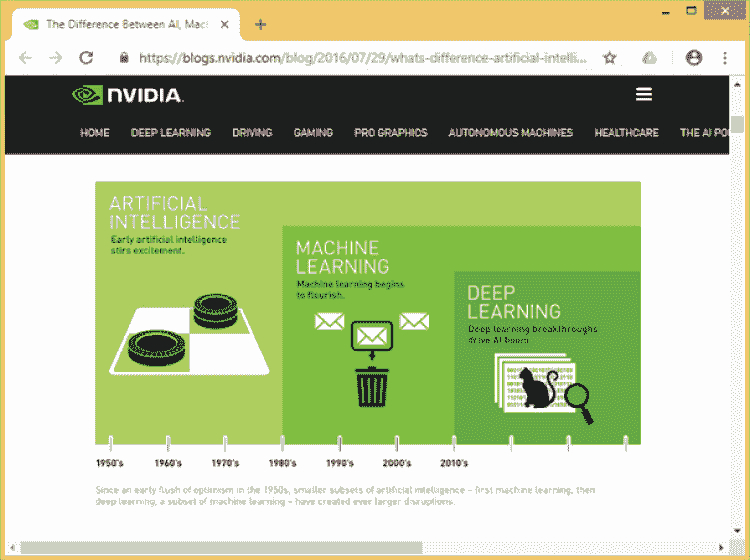 The Difference Between AI, Mac
https://blogs.nvidia.com/blog/2016/07/29/whats-difference-artificial-intelli...
NVIDIA.
HOME DEEP LEARNING DRIVING GAMING PRO GRAPHICS AUTONOMOUS MACHINES HEALTHCARE THE AI PO
ARTIFICIAL
INTELLIGENCE
Early artificial intelligence
stirs excitement.
MACHINE
LEARNING
Machine learning begins
to flourish.
DEEP
LEARNING
Deep learning breakthroughs
drive AI boom.
1950's 1960's 1970's 1980's 1990's 2000's 2010's
Since an early flush of optimism in the 1950s, smaller subsets of artificial intelligence – first machine learning, then
deep learning, a subset of machine learning – have created ever larger disruptions.